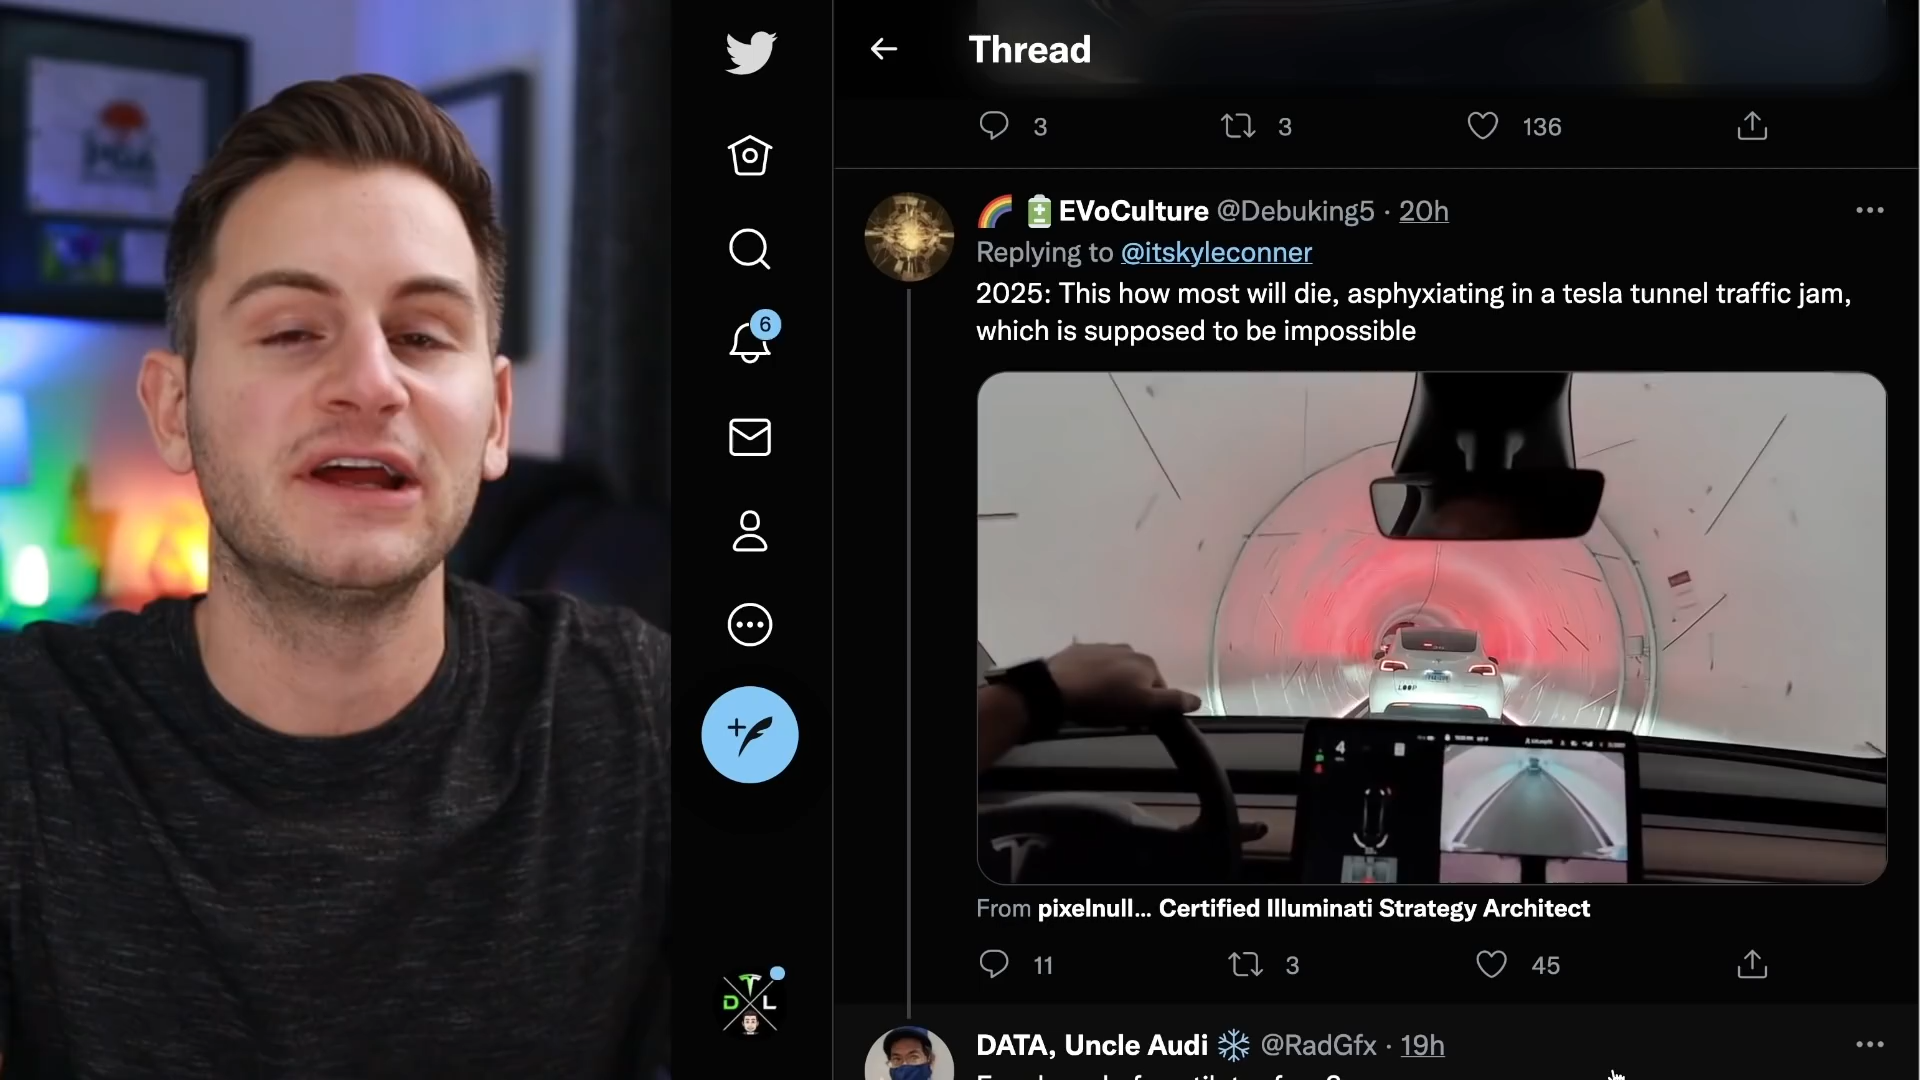 Thread
3
3
136
EVoCulture @Debuking5 · 20h
Replying to @itskyleconner
2025: This how most will die, asphyxiating in a tesla tunnel traffic jam,
which is supposed to be impossible
6
LOOP
4
From pixelnull... Certified Illuminati Strategy Architect
11
3
45
D L
DATA, Uncle Audi @RadGfx · 19h